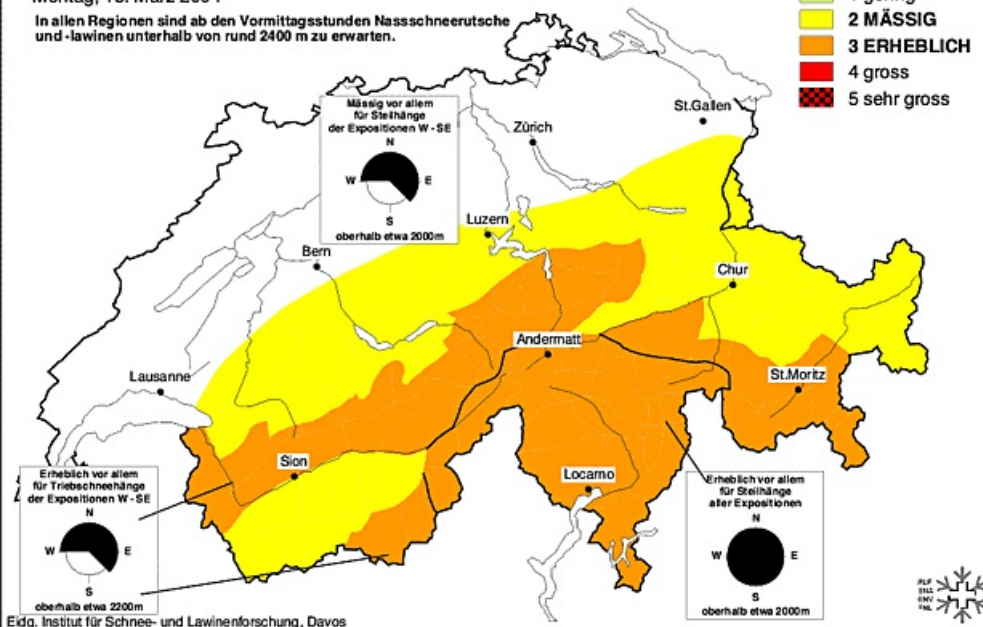 In allen Regionen sind ab den Vormittagsstunden Nassschneerutsche
und -lawinen unterhalb von rund 2400 m zu erwarten.
2 MÄSSIG
3 ERHEBLICH
4 gross
5 sehr gross
Mässig vor allem
für Steilhänge
der Expositionen W - SE
N
W E
S
oberhalb etwa 2000m
St.Gallen
Zürich
Luzern
Bern
Chur
Andermatt
Lausanne
St.Moritz
Sion
Locarno
Erheblich vor allem
für Triebschneehänge
der Expositionen W - SE
N
W E
S
oberhalb etwa 2200m
Erheblich vor allem
für Steilhänge
aller Expositionen
N
W E
S
oberhalb etwa 2000m
Eidg. Institut für Schnee- und Lawinenforschung, Davos